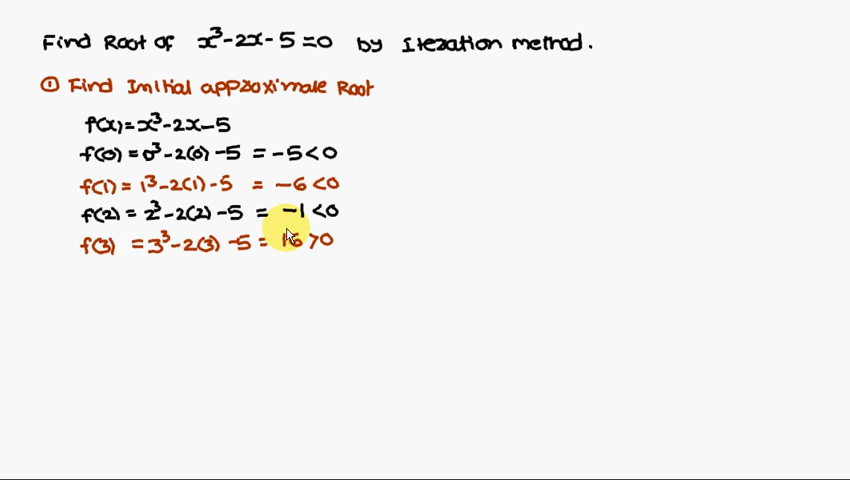 Find Root of x³-2x-5=0 by Iteration method.
① Find Initial approximate Root
f(x)=x³-2x-5
f(0)=0³-2(0)-5 = -5<0
f(1)=1³-2(1)-5 = -6<0
f(2)=2³-2(2)-5 = -1<0
f(3) =3³-2(3)-5= 16>0